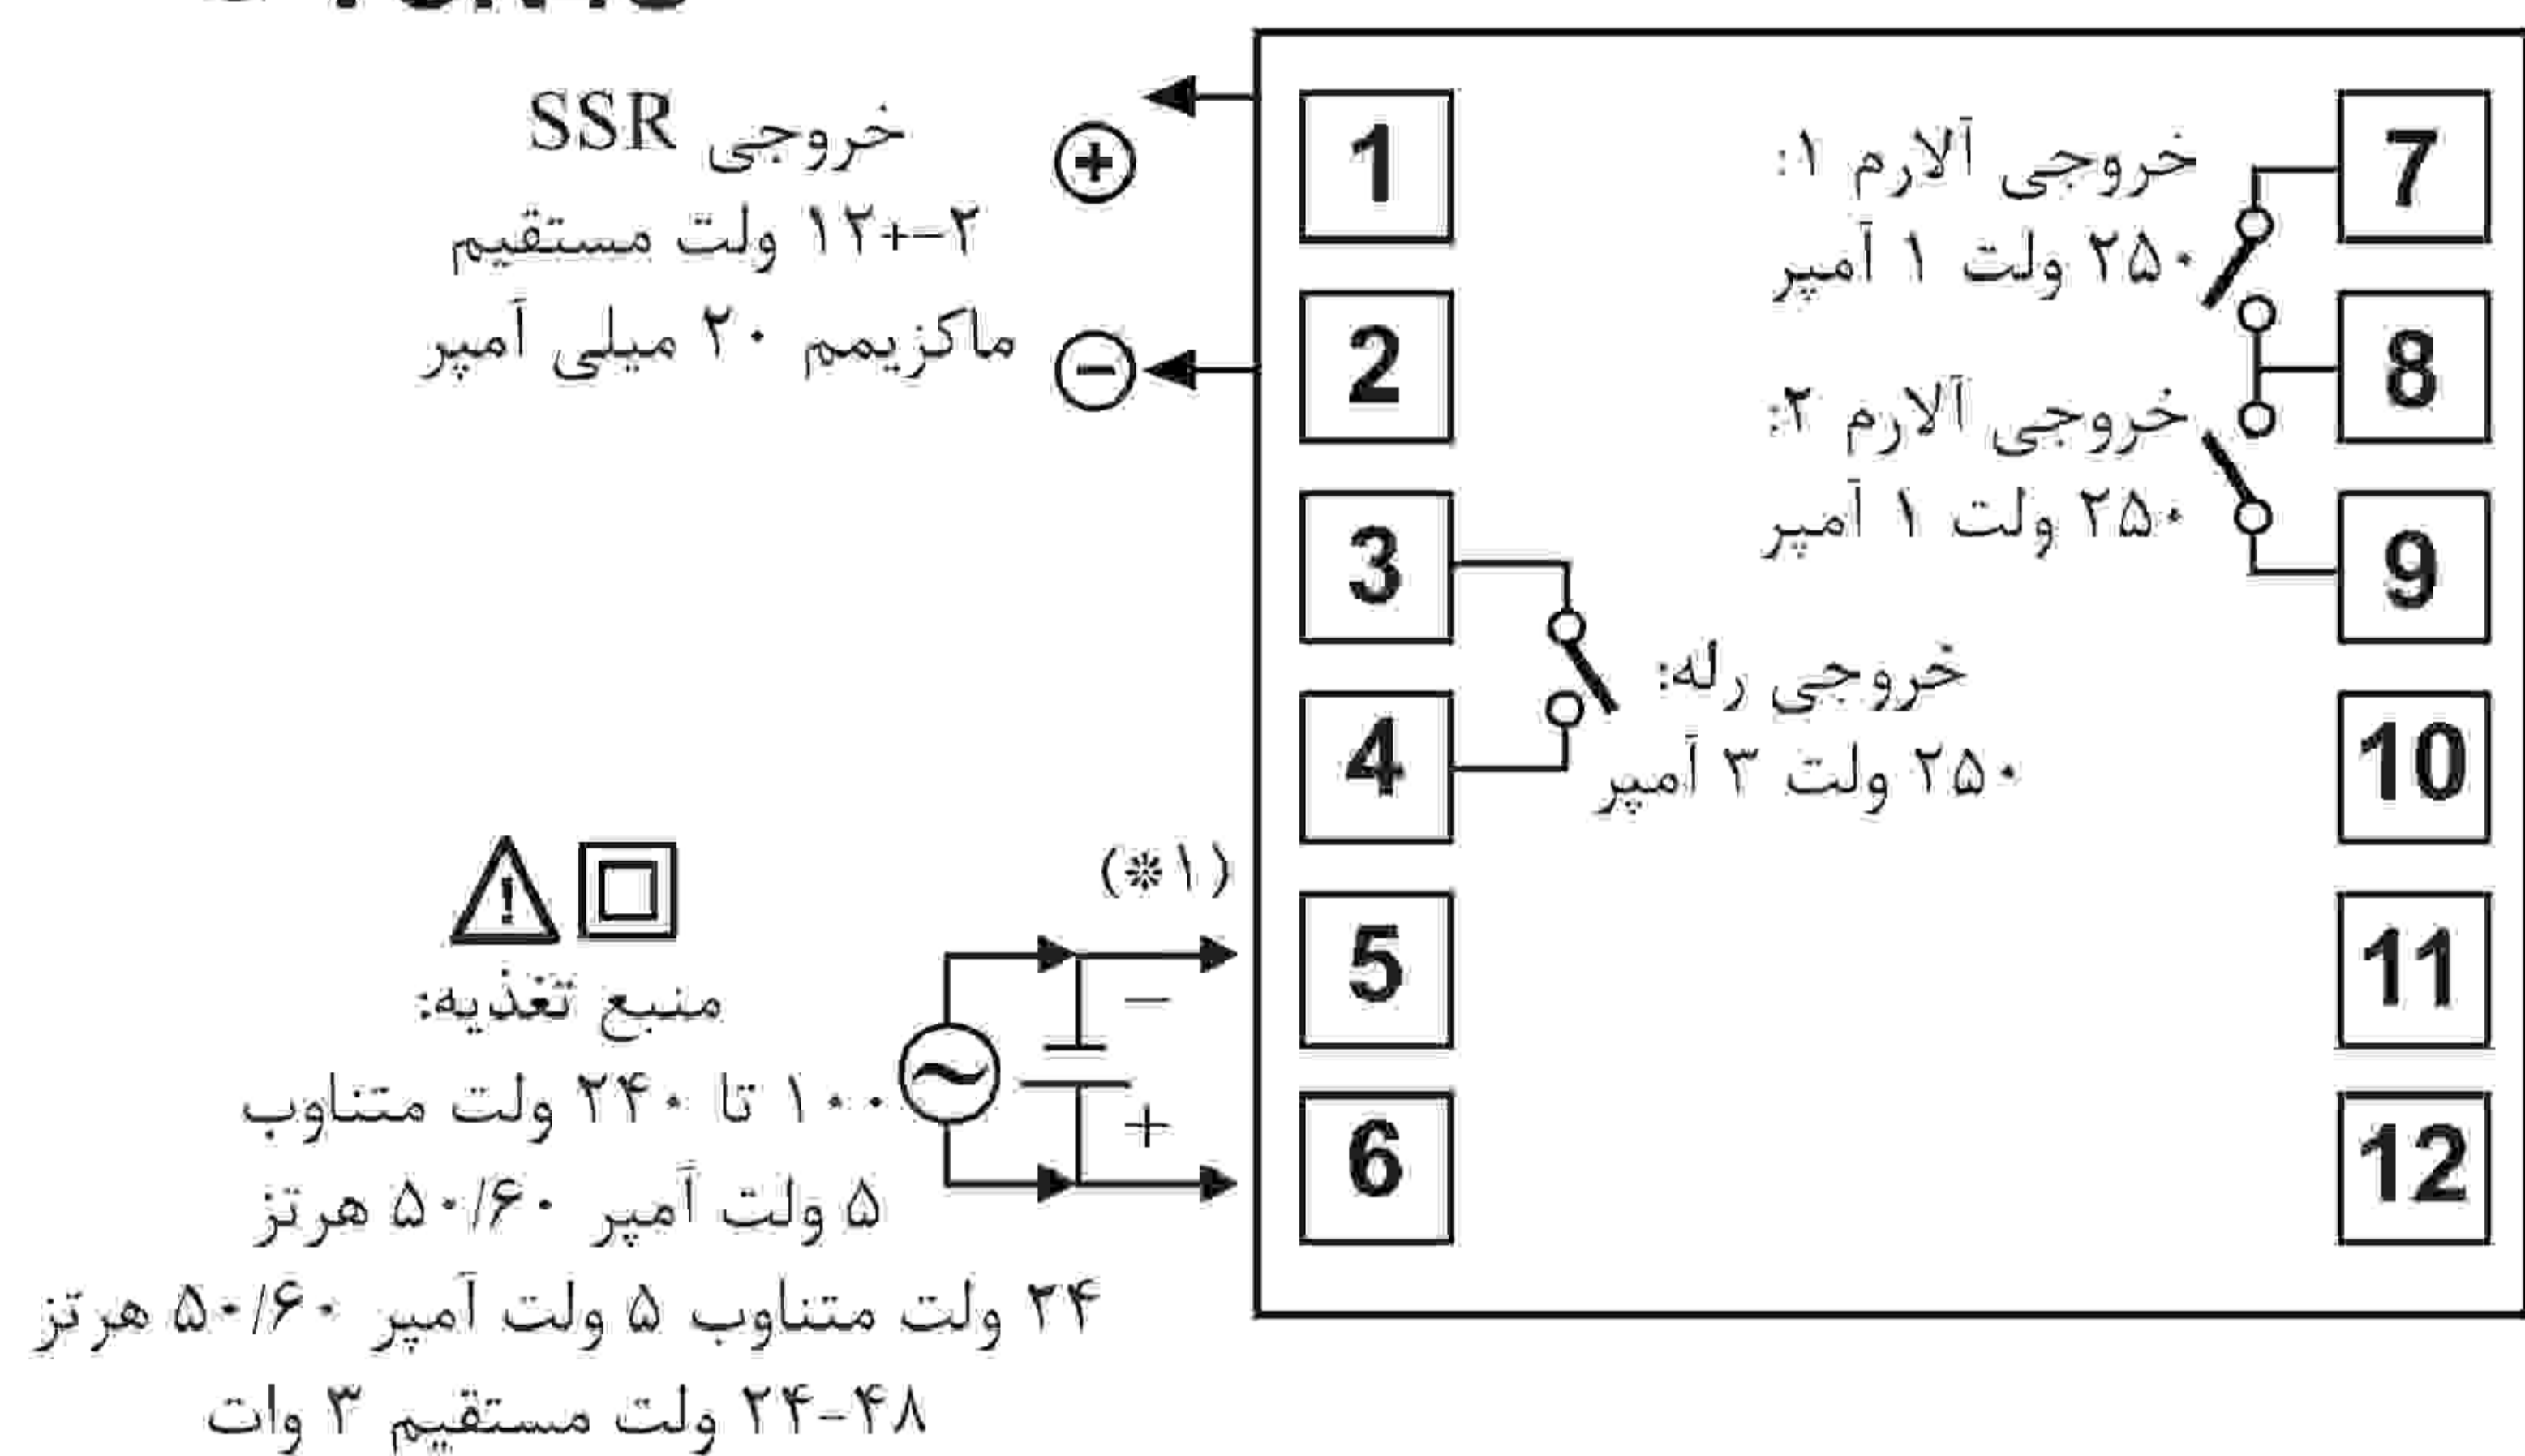 خروجی SSR
۱۲+−۲ ولت مستقیم
ماکزیمم ۲۰ میلی آمپر
+
−
1
2
3
4
5
6
خروجی آلارم ۱:
۲۵۰ ولت ۱ آمپر
خروجی آلارم ۲:
۲۵۰ ولت ۱ آمپر
خروجی رله:
۲۵۰ ولت ۳ آمپر
7
8
9
10
11
12
(*۱)
!
−
+
منبع تغذیه:
۱۰۰ تا ۲۴۰ ولت متناوب
۵ ولت آمپر ۵۰/۶۰ هرتز
۲۴ ولت متناوب ۵ ولت آمپر ۵۰/۶۰ هرتز
۲۴-۴۸ ولت مستقیم ۳ وات